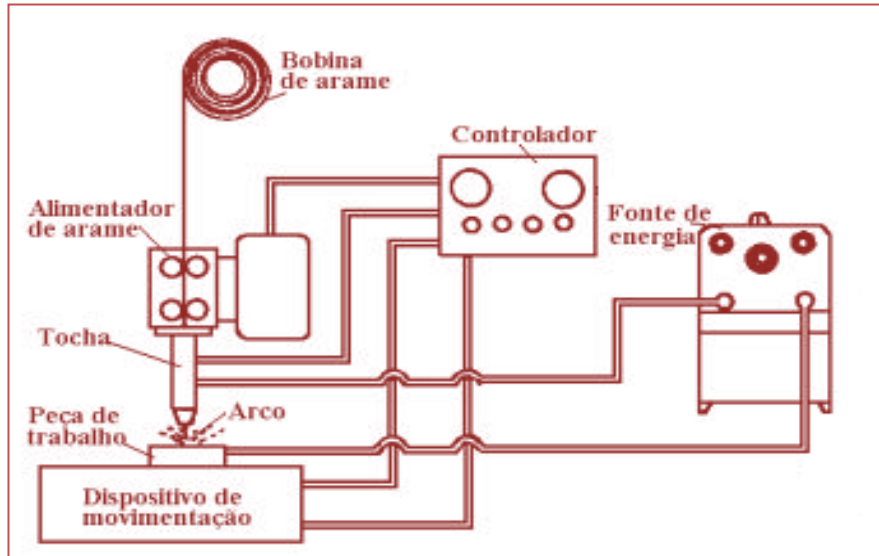 Bobina
de arame
Controlador
Alimentador
de arame
Fonte de
energia
Tocha
Peça de
trabalho
Arco
Dispositivo de
movimentação